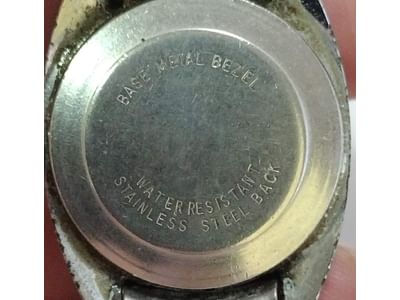 BASE METAL BEZEL
WATER RESISTANT
STAINLESS STEEL BACK